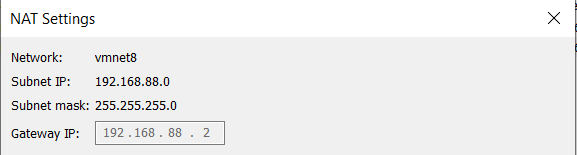 NAT Settings
Network: vmnet8
Subnet IP: 192.168.88.0
Subnet mask: 255.255.255.0
Gateway IP: 192 . 168 . 88 . 2